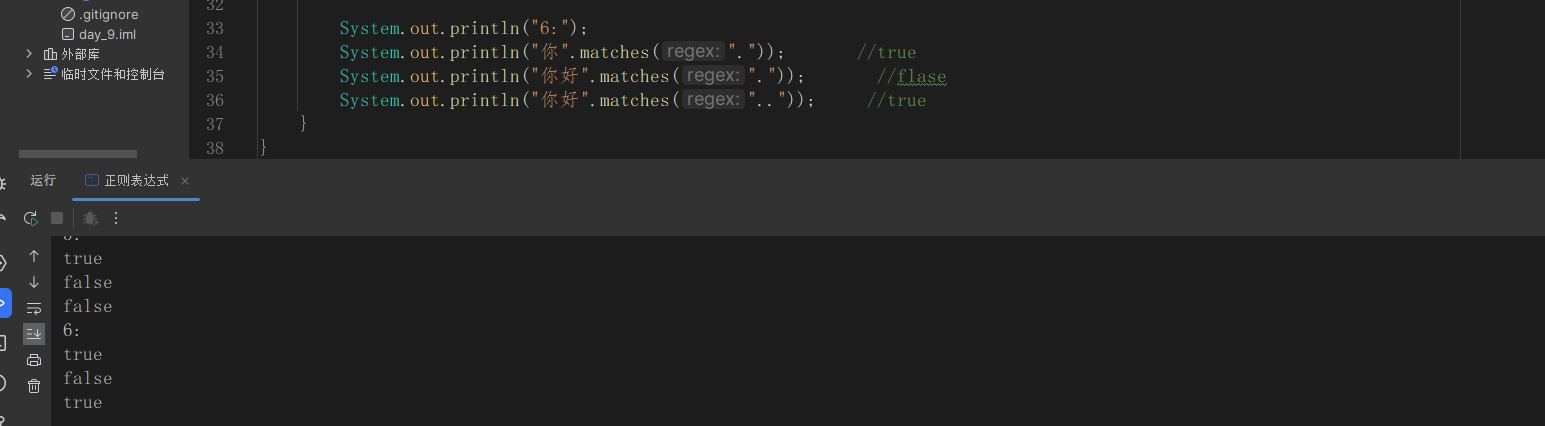 32
.gitignore
33 System.out.println("6:");
day_9.iml
34 System.out.println("你".matches( regex: ".")); //true
外部库
35 System.out.println("你好".matches( regex: ".")); //flase
临时文件和控制台
36 System.out.println("你好".matches( regex: "..")); //true
37 }
38 }
运行 正则表达式 ×
true
false
false
6:
true
false
true